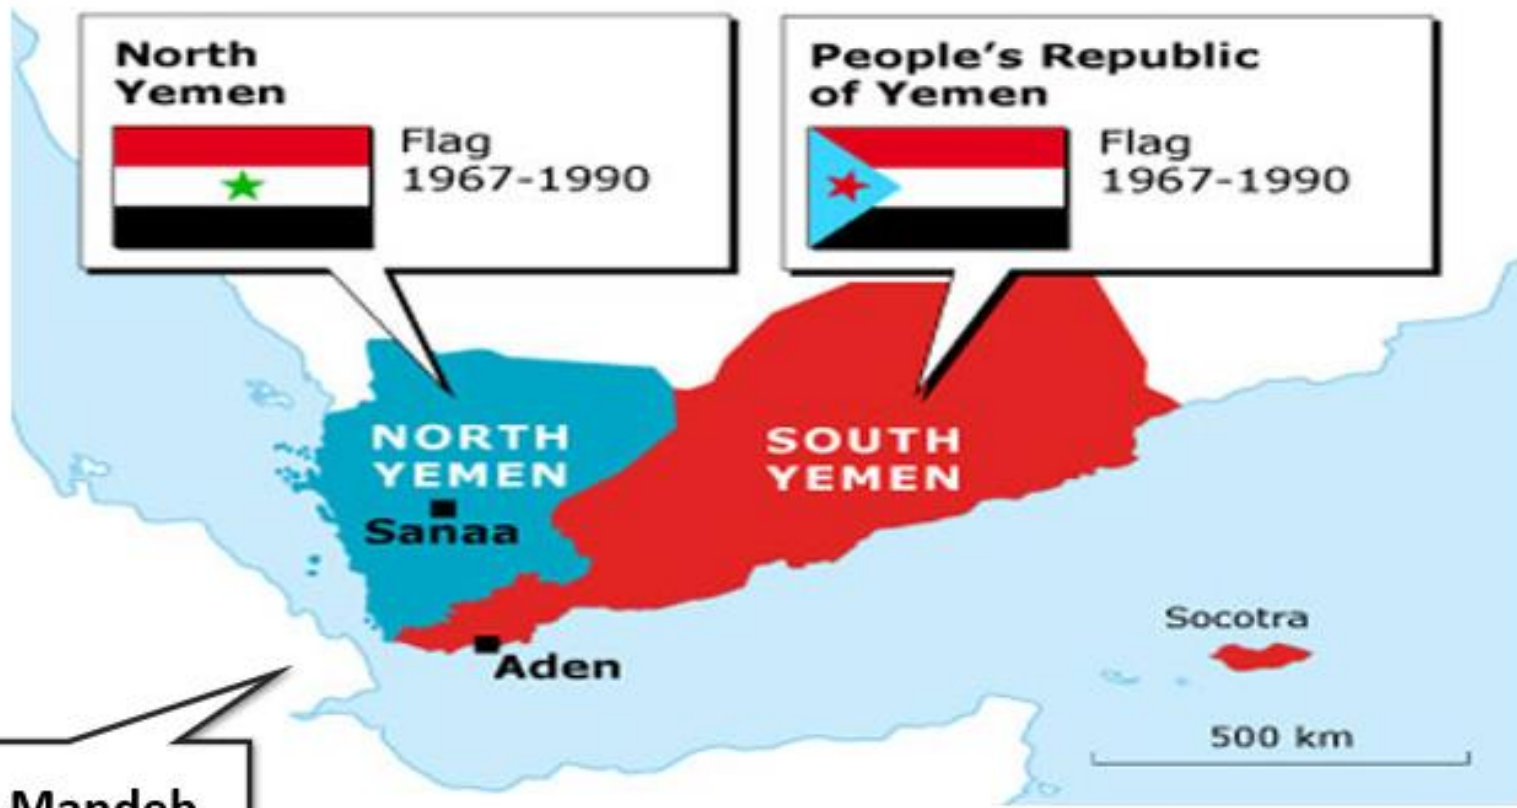 North
Yemen
Flag
1967-1990
People's Republic
of Yemen
Flag
1967-1990
NORTH
YEMEN
Sanaa
SOUTH
YEMEN
Aden
Socotra
500 km
Mandeb